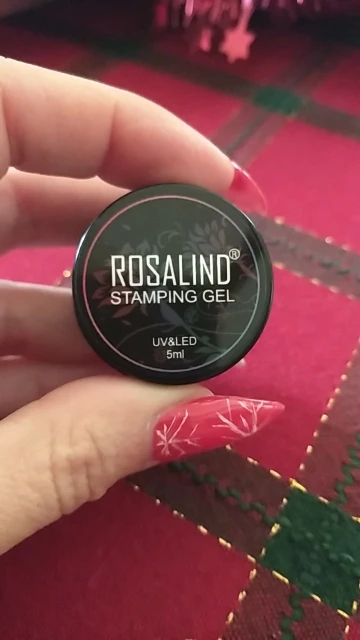 ROSALIND®
STAMPING GEL
UV&LED
5ml